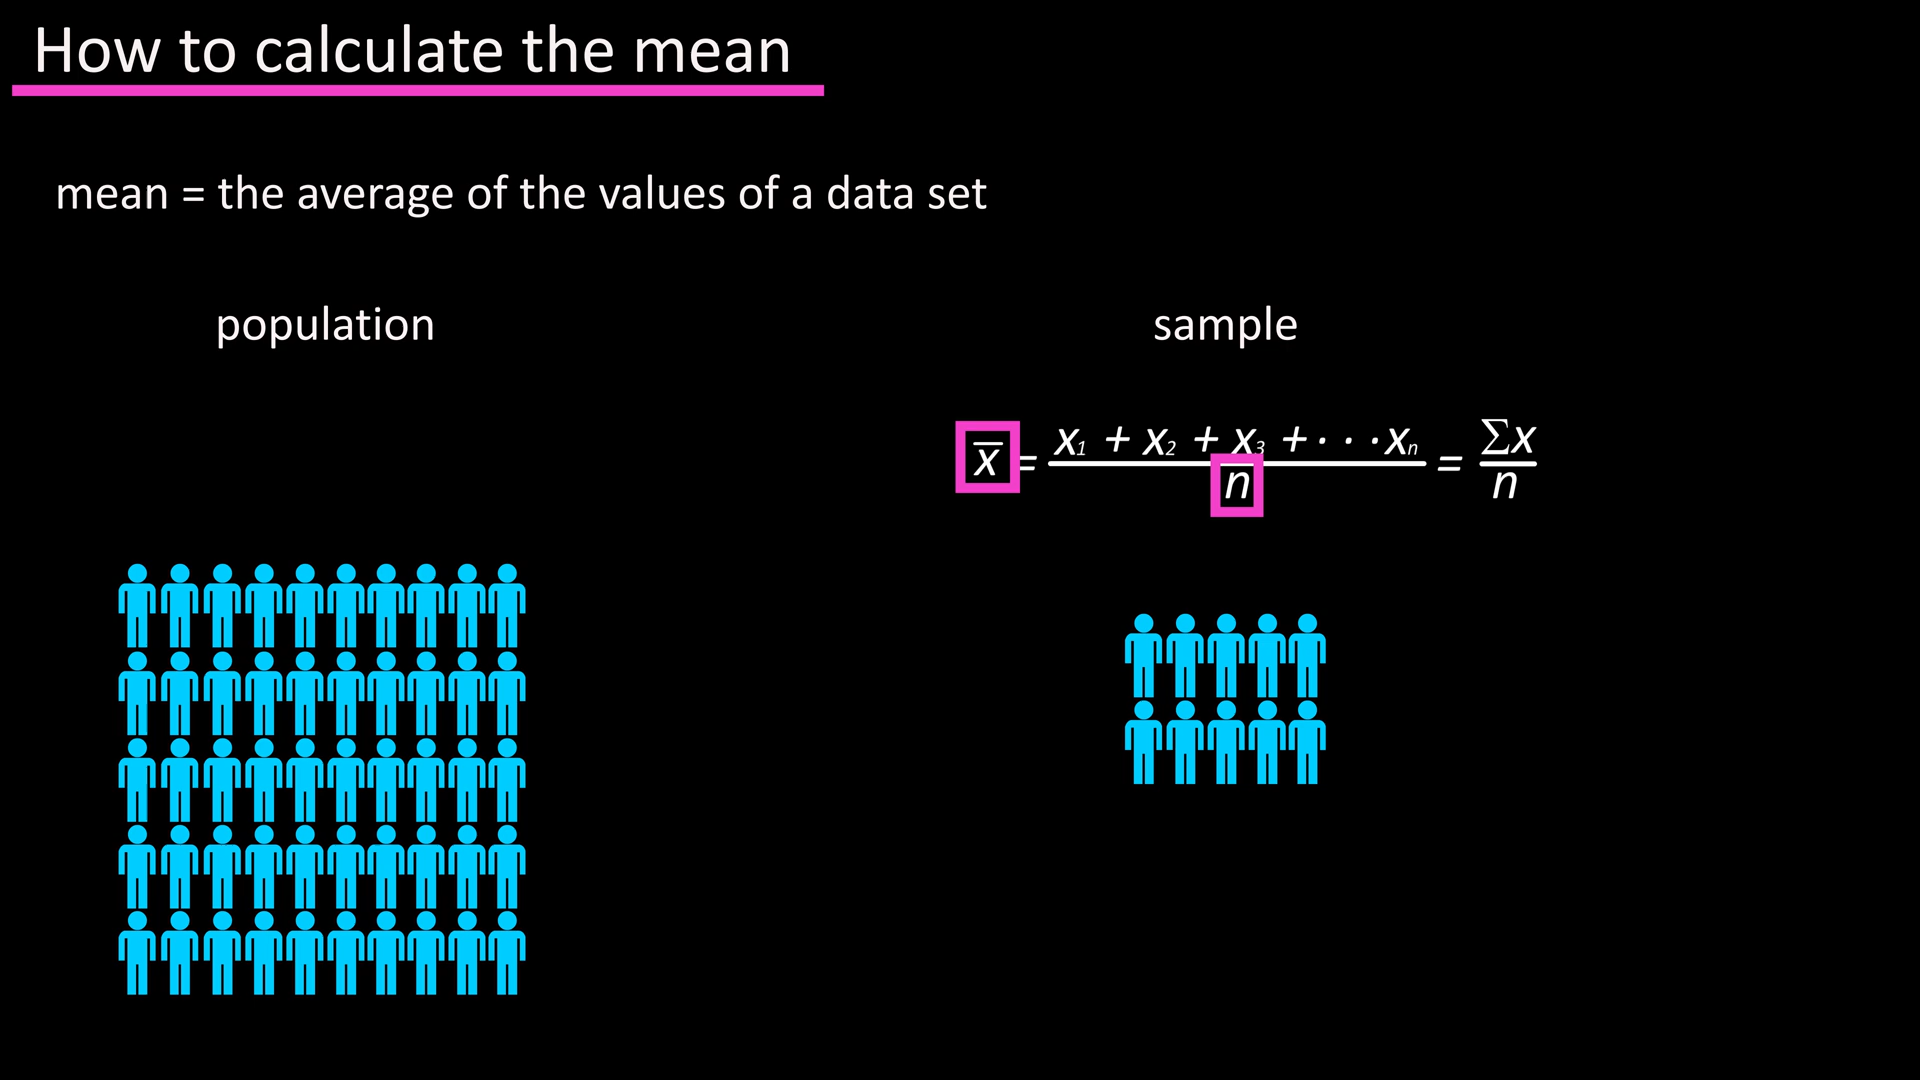 How to calculate the mean
mean = the average of the values of a data set
population
sample
x̅ = (x₁ + x₂ + x₃ + · · · xₙ) / n = Σx / n